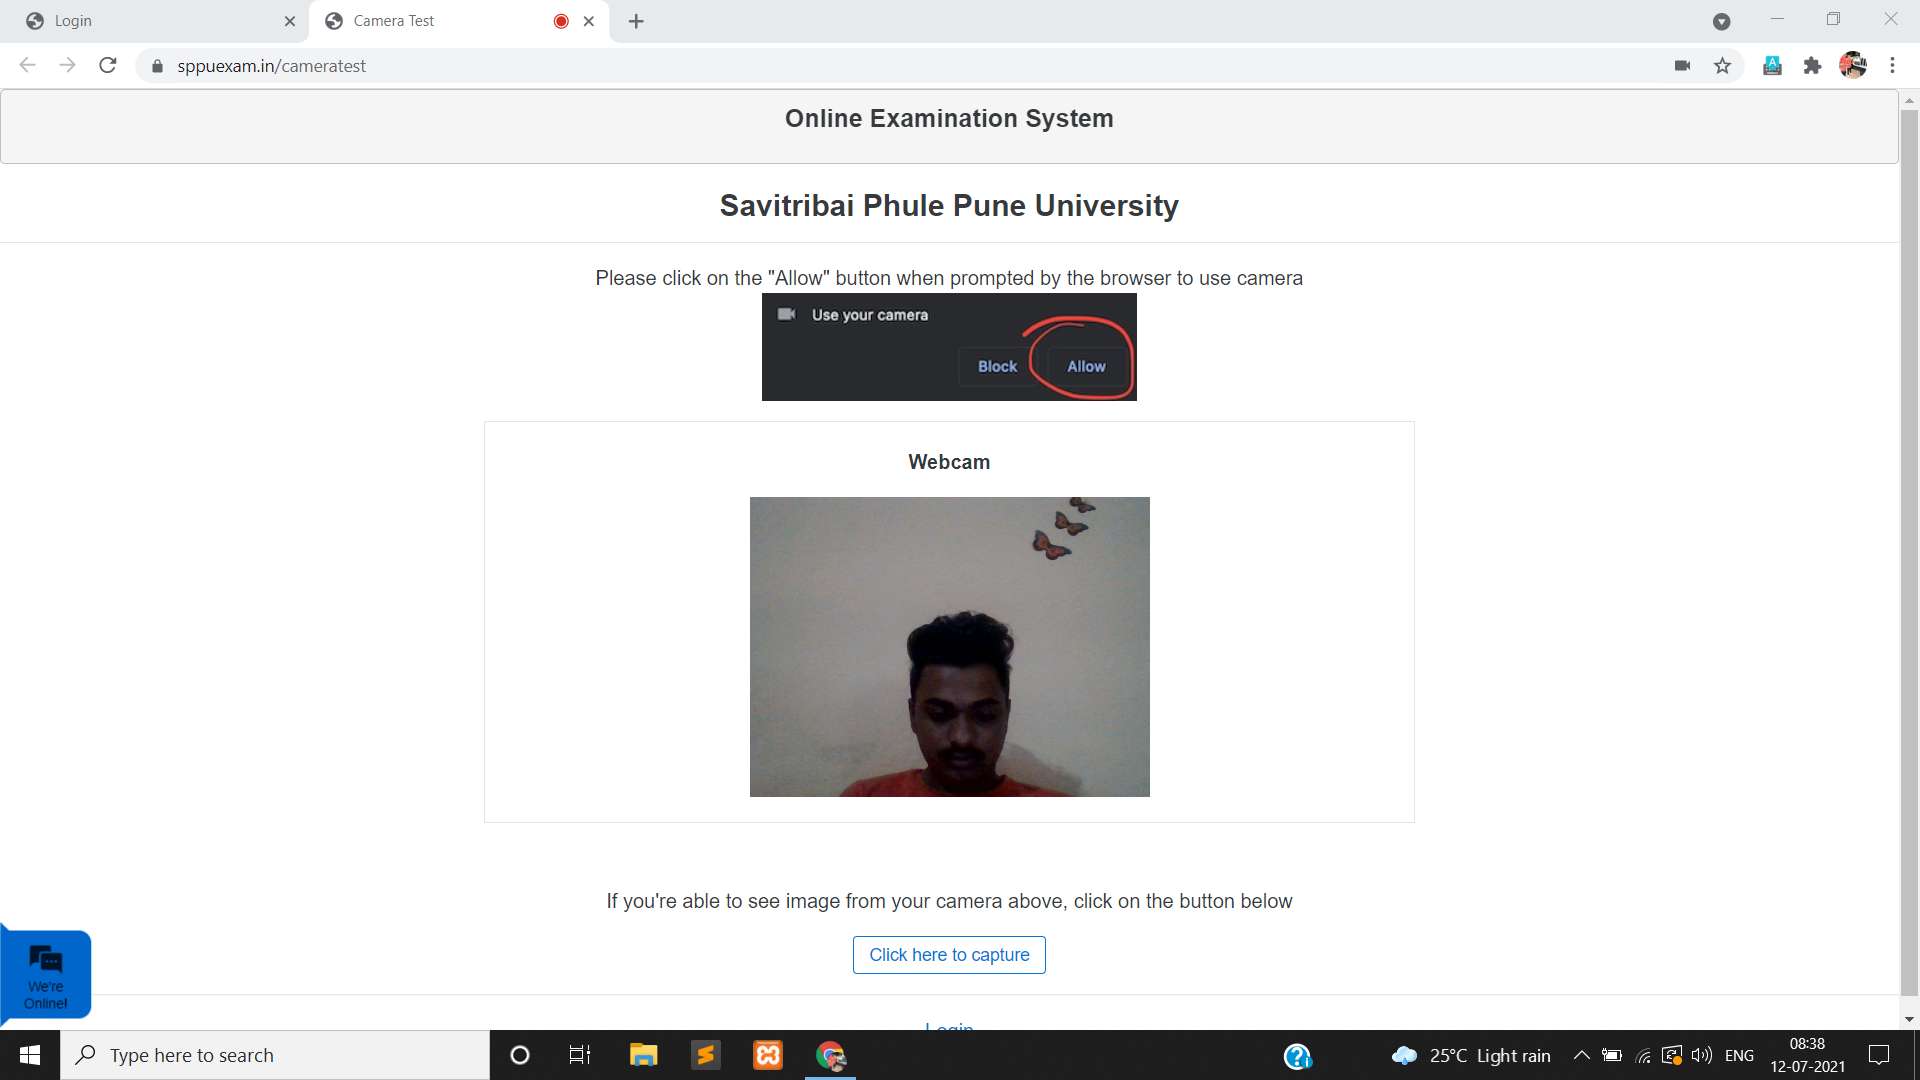 Login
Camera Test
sppuexam.in/cameratest
Online Examination System
Savitribai Phule Pune University
Please click on the "Allow" button when prompted by the browser to use camera
Use your camera
Block
Allow
Webcam
If you're able to see image from your camera above, click on the button below
Click here to capture
We're
Online!
Login
Type here to search
25°C Light rain
ENG
08:38
12-07-2021